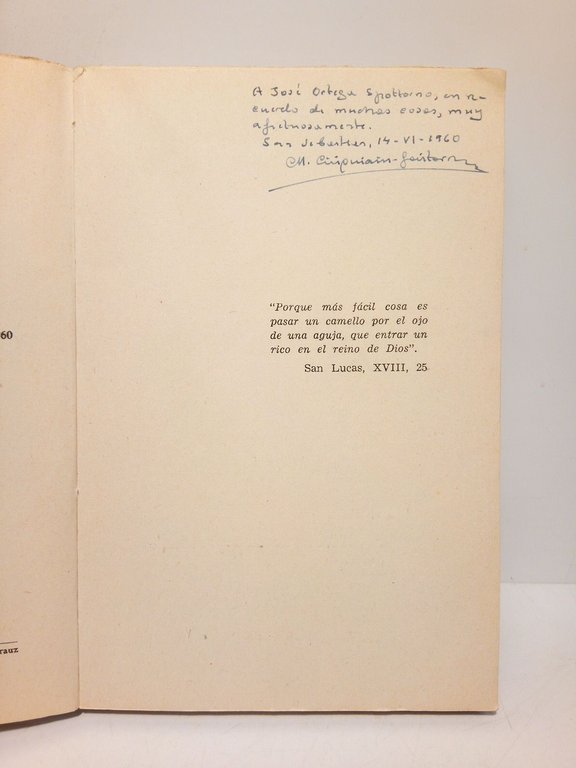 A José Ortega Spottorno, en re-
cuerdo de muchas cosas, muy
afectuosamente.
San Sebastián, 14-VI-1960
M. Ciriquiain-Gaiztarro
"Porque más fácil cosa es
pasar un camello por el ojo
de una aguja, que entrar un
rico en el reino de Dios".
San Lucas, XVIII, 25
60
rauz